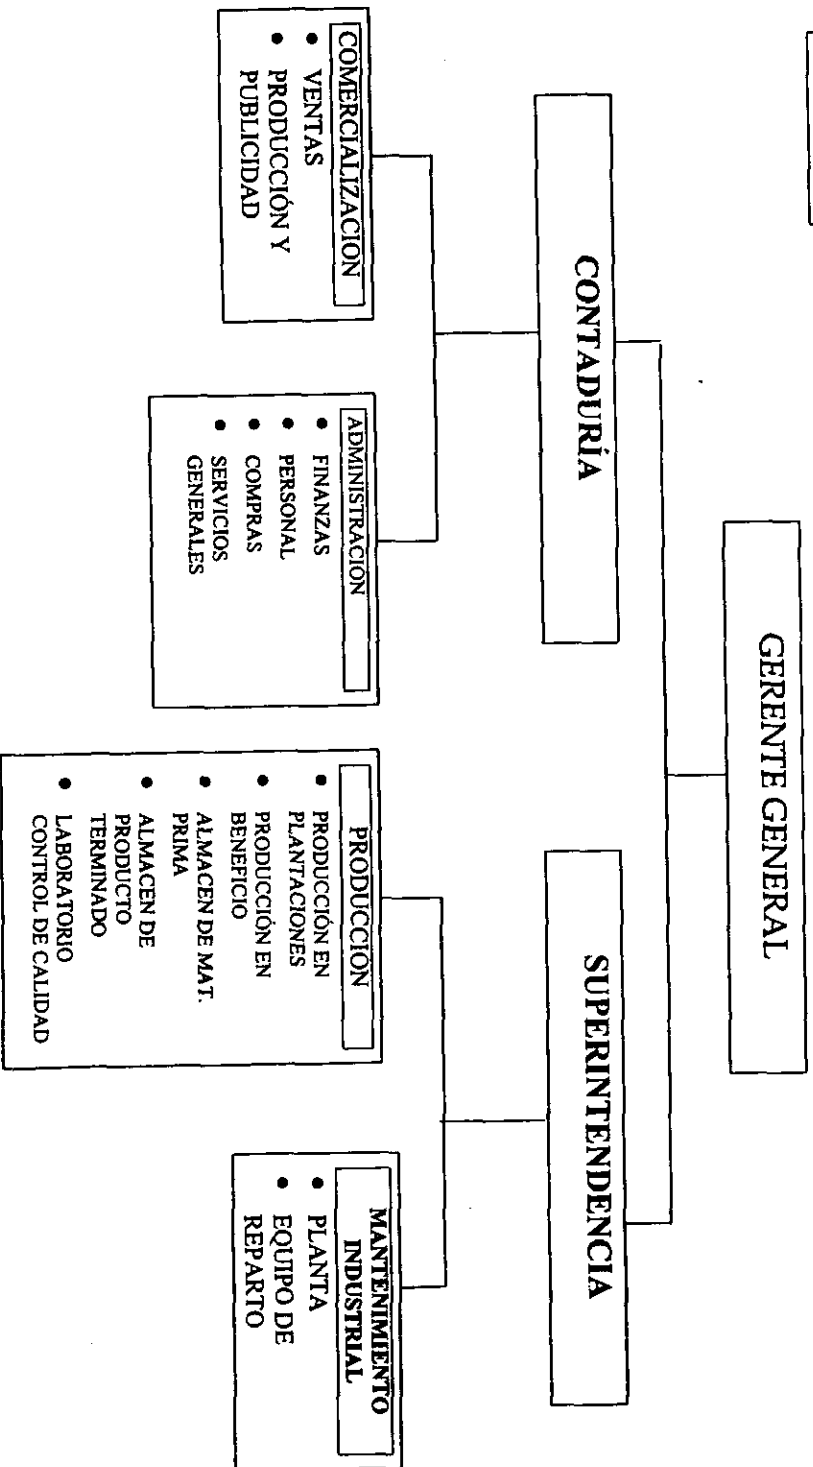 GERENTE GENERAL
CONTADURÍA
SUPERINTENDENCIA
COMERCIALIZACION
• VENTAS
• PRODUCCIÓN Y
PUBLICIDAD
ADMINISTRACIÓN
• FINANZAS
• PERSONAL
• COMPRAS
• SERVICIOS
GENERALES
PRODUCCIÓN
• PRODUCCIÓN EN
PLANTACIONES
• PRODUCCIÓN EN
BENEFICIO
• ALMACEN DE MAT.
PRIMA
• ALMACEN DE
PRODUCTO
TERMINADO
• LABORATORIO
CONTROL DE CALIDAD
MANTENIMIENTO
INDUSTRIAL
• PLANTA
• EQUIPO DE
REPARTO